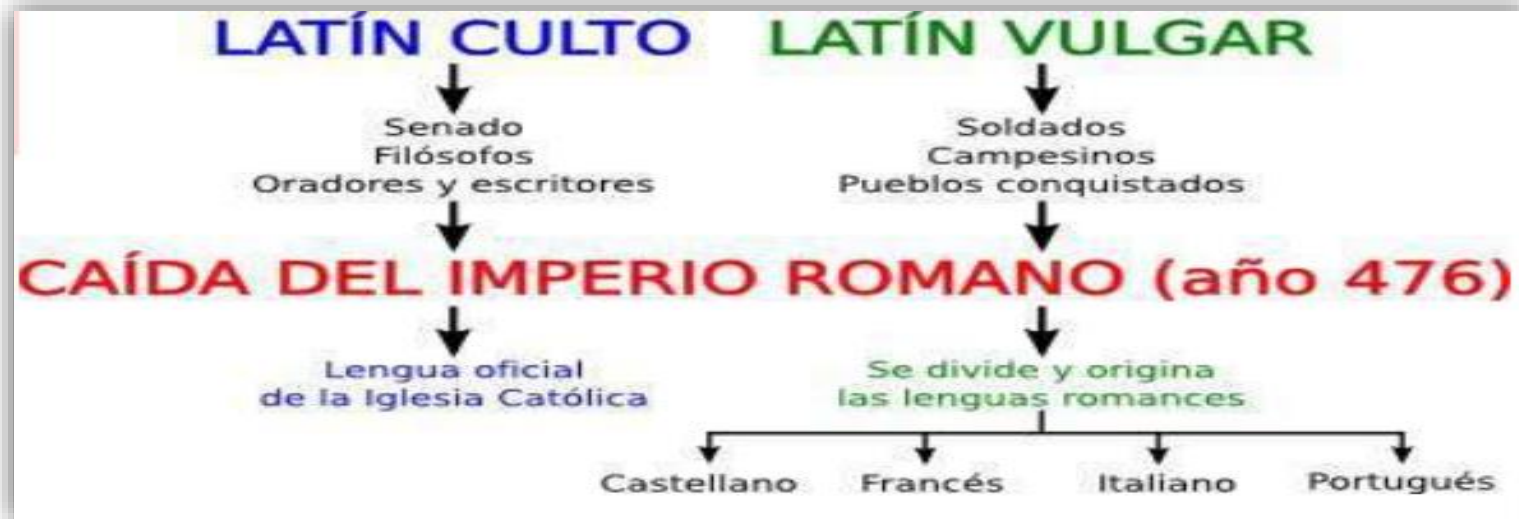 LATÍN CULTO
LATÍN VULGAR
Senado
Filósofos
Oradores y escritores
Soldados
Campesinos
Pueblos conquistados
CAÍDA DEL IMPERIO ROMANO (año 476)
Lengua oficial
de la Iglesia Católica
Se divide y origina
las lenguas romances
Castellano
Francés
Italiano
Portugués